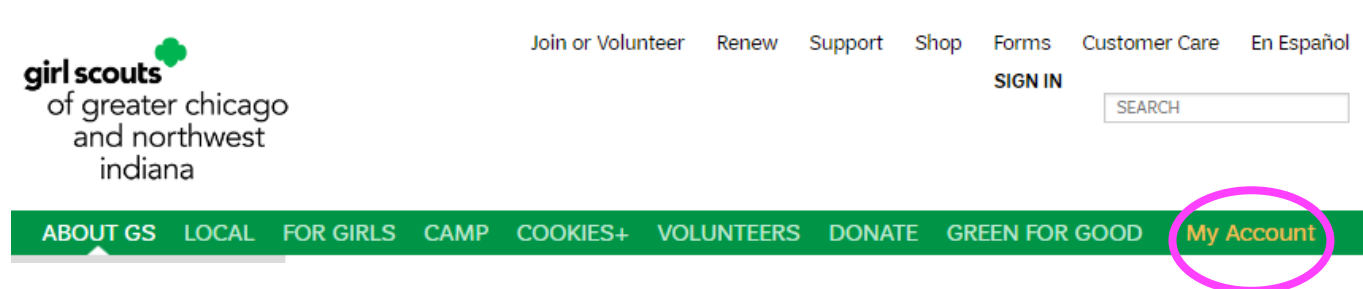 Join or Volunteer Renew Support Shop Forms Customer Care En Español
SIGN IN
SEARCH
girl scouts
of greater chicago
and northwest
indiana
ABOUT GS LOCAL FOR GIRLS CAMP COOKIES+ VOLUNTEERS DONATE GREEN FOR GOOD My Account